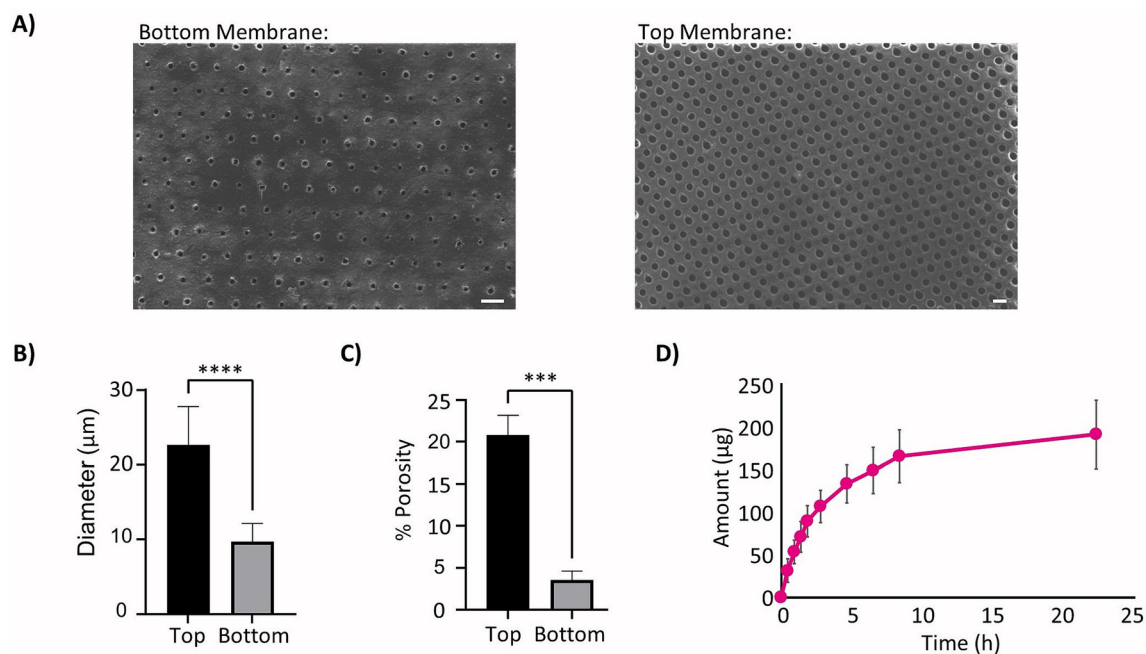 A)
Bottom Membrane:
Top Membrane:
B)
C)
D)
Diameter (µm)
30
20
10
0
****
Top
Bottom
% Porosity
25
20
15
10
5
0
***
Top
Bottom
Amount (µg)
250
200
150
100
50
0
0
5
10
15
20
25
Time (h)